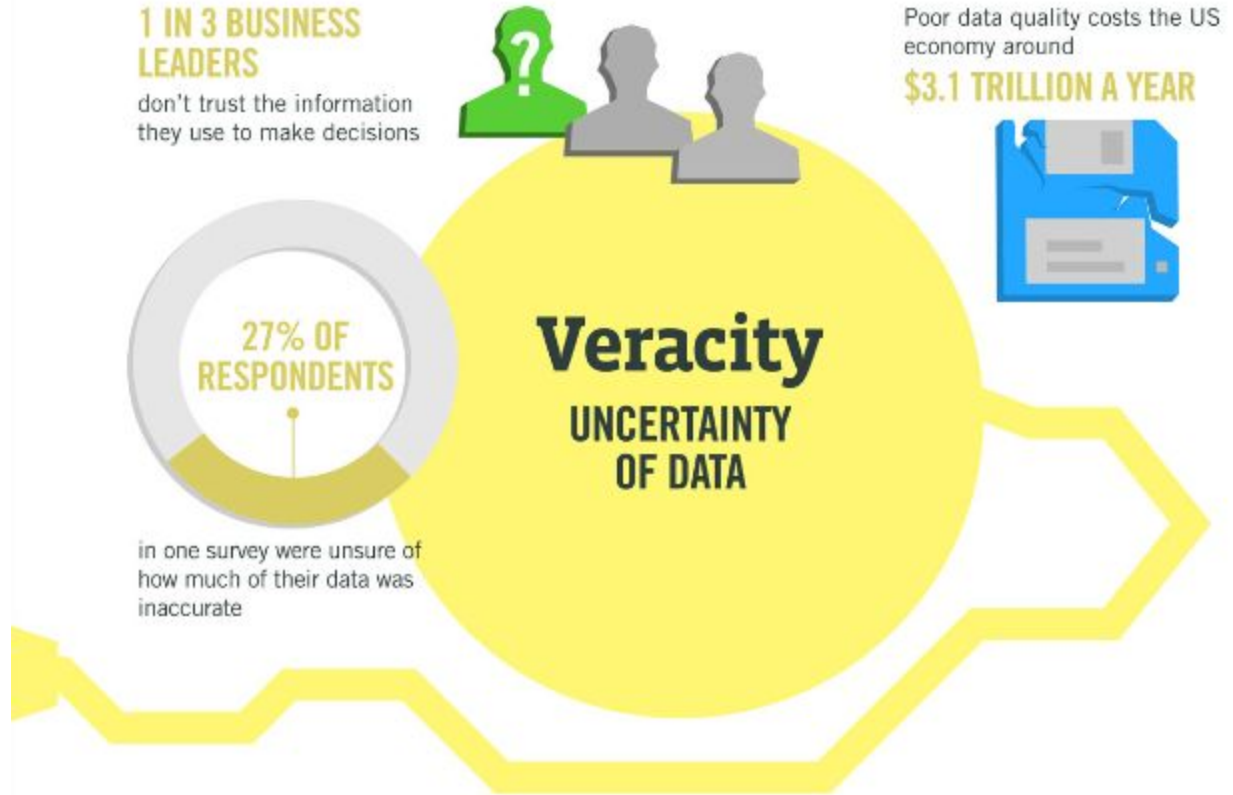 1 IN 3 BUSINESS
LEADERS
don't trust the information
they use to make decisions
?
Poor data quality costs the US
economy around
$3.1 TRILLION A YEAR
27% OF
RESPONDENTS
in one survey were unsure of
how much of their data was
inaccurate
Veracity
UNCERTAINTY
OF DATA